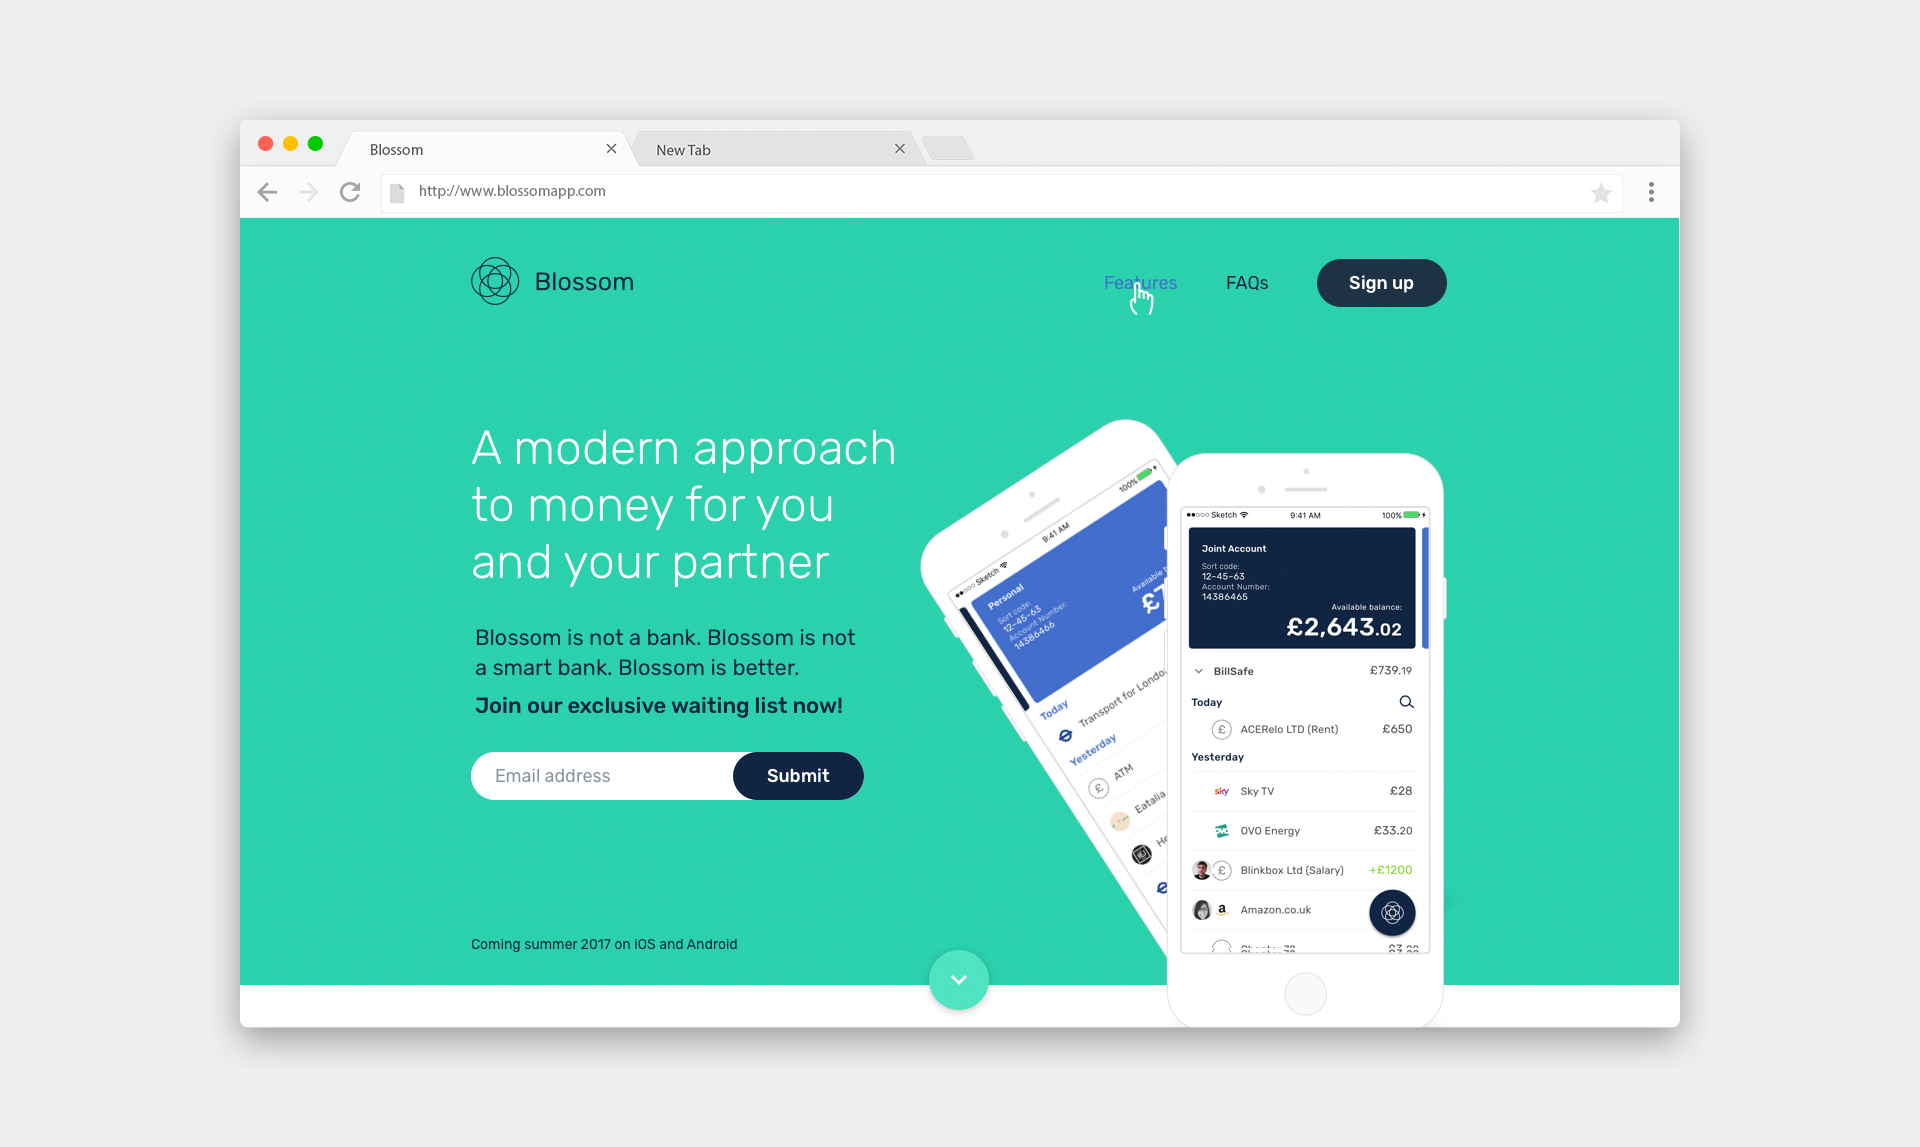 Blossom
New Tab
http://www.blossomapp.com
Blossom
Features
FAQs
Sign up
A modern approach
to money for you
and your partner
Blossom is not a bank. Blossom is not
a smart bank. Blossom is better.
Join our exclusive waiting list now!
Email address
Submit
Coming summer 2017 on iOS and Android
Sketch
9:41 AM
100%
Personal
Sort code:
12-45-63
Account Number:
14386466
Available
£7
Today
Transport for London
Yesterday
£ ATM
Eatalia
Sketch
9:41 AM
100%
Joint Account
Sort code:
12-45-63
Account Number:
14386465
Available balance:
£2,643.02
BillSafe £739.19
Today
£ ACERelo LTD (Rent) £650
Yesterday
sky Sky TV £28
OVO OVO Energy £33.20
£ Blinkbox Ltd (Salary) +£1200
a Amazon.co.uk